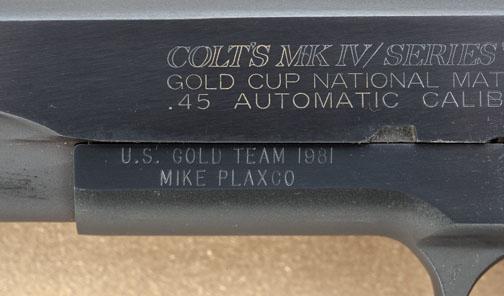 COLT'S MK IV/ SERIES
GOLD CUP NATIONAL MAT
.45 AUTOMATIC CALIB
U.S. GOLD TEAM 1981
MIKE PLAXCO